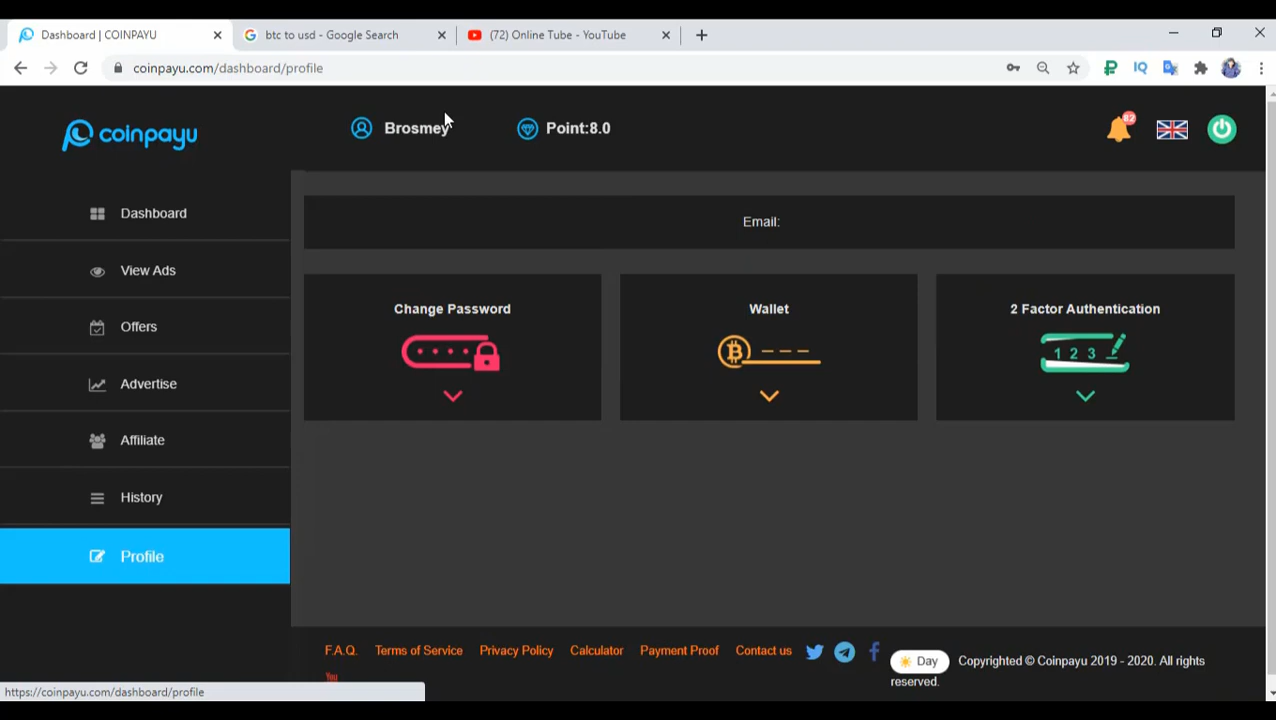 Dashboard | COINPAYU
btc to usd - Google Search
(72) Online Tube - YouTube
coinpayu.com/dashboard/profile
IQ
coinpayu
Brosmey
Point:8.0
82
Dashboard
View Ads
Offers
Advertise
Affiliate
History
Profile
Email:
Change Password
Wallet
2 Factor Authentication
1 2 3
F.A.Q. Terms of Service Privacy Policy Calculator Payment Proof Contact us
You
Day
Copyrighted © Coinpayu 2019 - 2020. All rights
reserved.
https://coinpayu.com/dashboard/profile